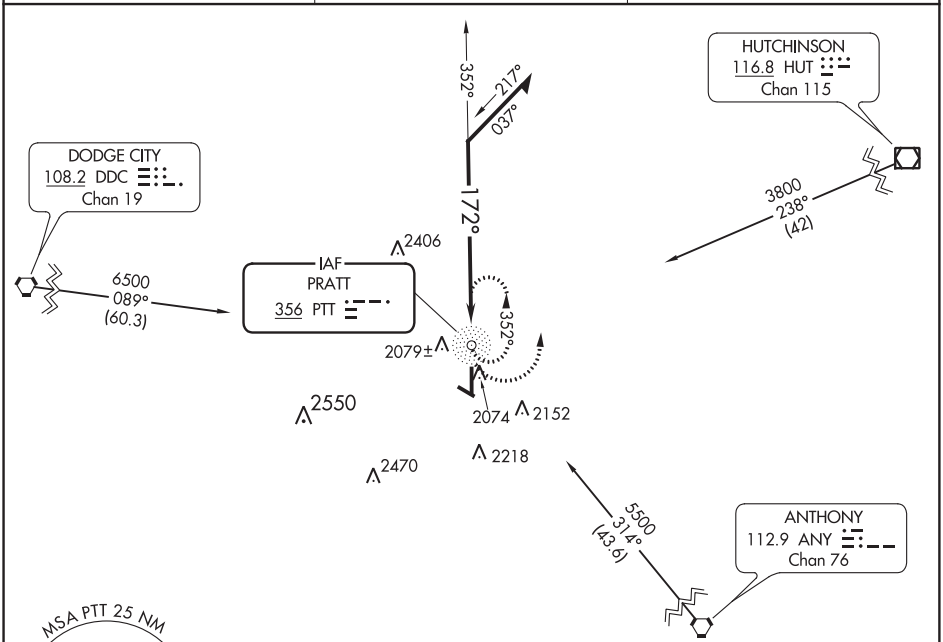 HUTCHINSON
116.8 HUT
Chan 115
352°
217°
037°
DODGE CITY
108.2 DDC
Chan 19
3800
238°
(42)
172°
2406
IAF
PRATT
356 PTT
6500
089°
(60.3)
352°
2079±
2550
2074
2152
2218
2470
5500
314°
(43.6)
ANTHONY
112.9 ANY
Chan 76
MSA PTT 25 NM